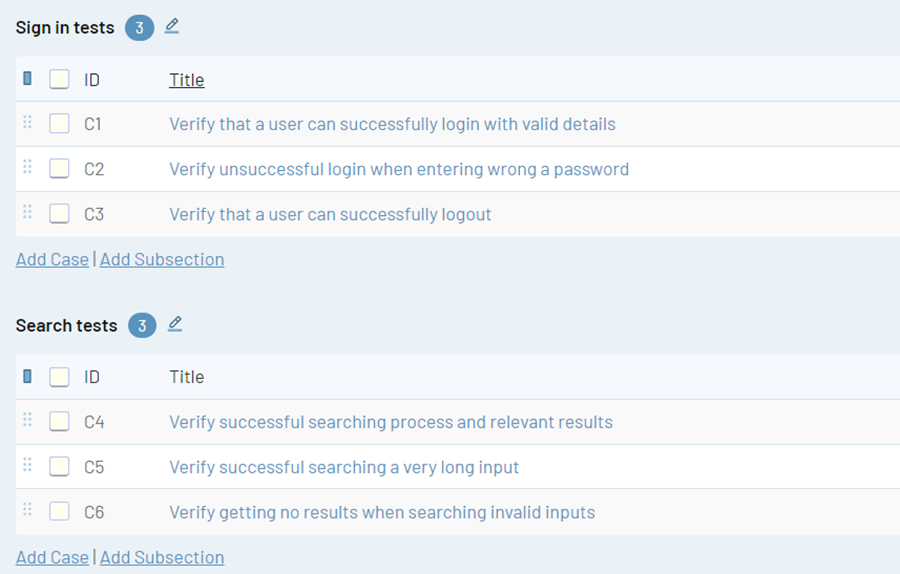 Sign in tests 3
ID Title
C1 Verify that a user can successfully login with valid details
C2 Verify unsuccessful login when entering wrong a password
C3 Verify that a user can successfully logout
Add Case | Add Subsection
Search tests 3
ID Title
C4 Verify successful searching process and relevant results
C5 Verify successful searching a very long input
C6 Verify getting no results when searching invalid inputs
Add Case | Add Subsection